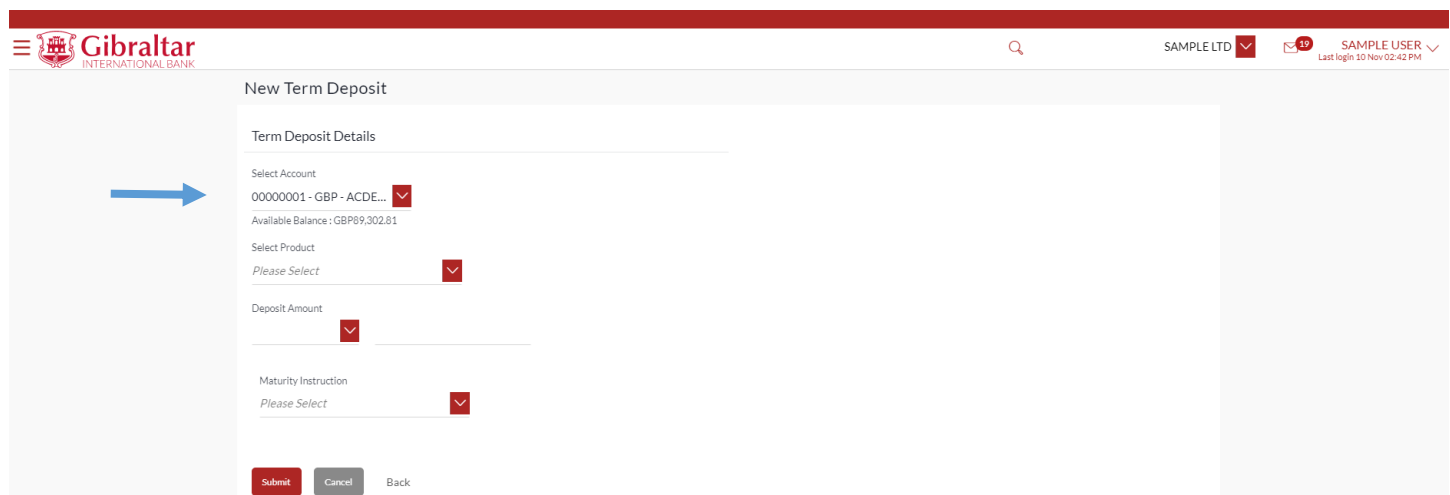 Gibraltar
INTERNATIONAL BANK
SAMPLE LTD
19
SAMPLE USER
Last login 10 Nov 02:42 PM
New Term Deposit
Term Deposit Details
Select Account
00000001 - GBP - ACDE...
Available Balance : GBP89,302.81
Select Product
Please Select
Deposit Amount
Maturity Instruction
Please Select
Submit Cancel Back